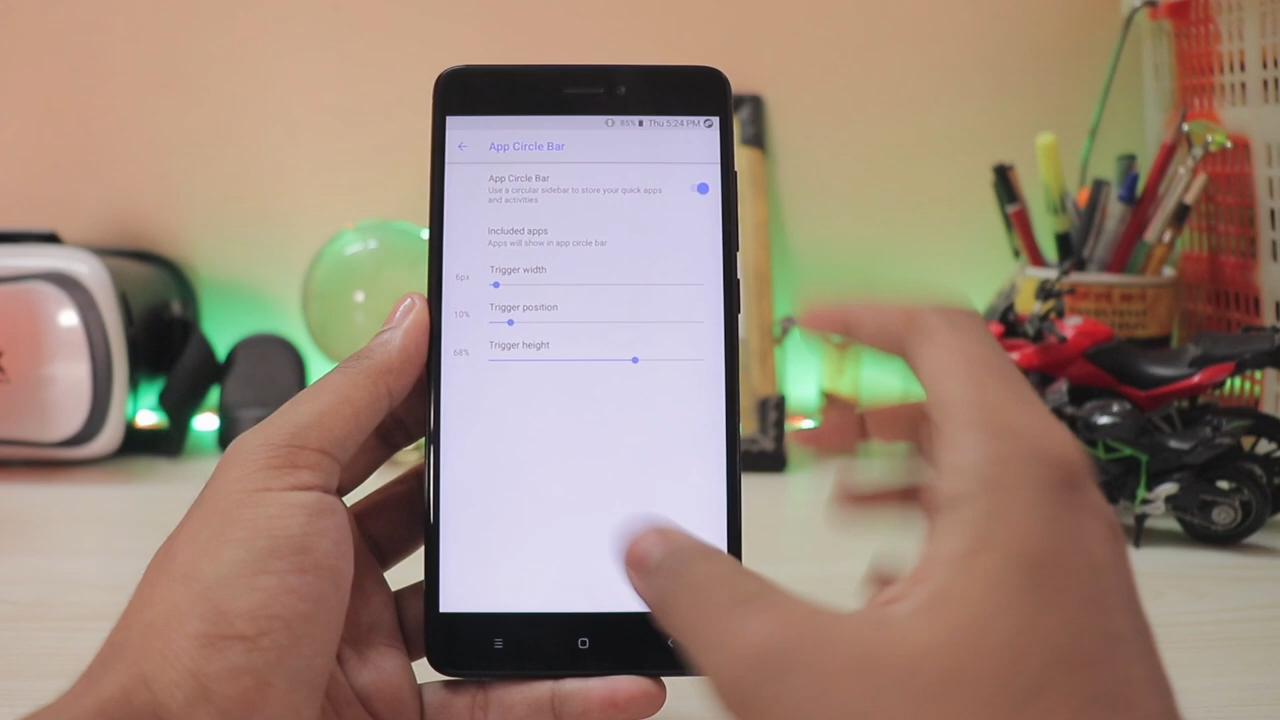 85% Thu 5:24 PM
App Circle Bar
App Circle Bar
Use a circular sidebar to store your quick apps
and activities
Included apps
Apps will show in app circle bar
Trigger width
6px
Trigger position
10%
Trigger height
68%